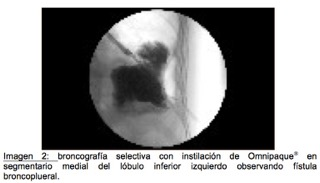 Imagen 2: broncografía selectiva con instilación de Omnipaque® en
segmentario medial del lóbulo inferior izquierdo observando fístula
broncopleural.